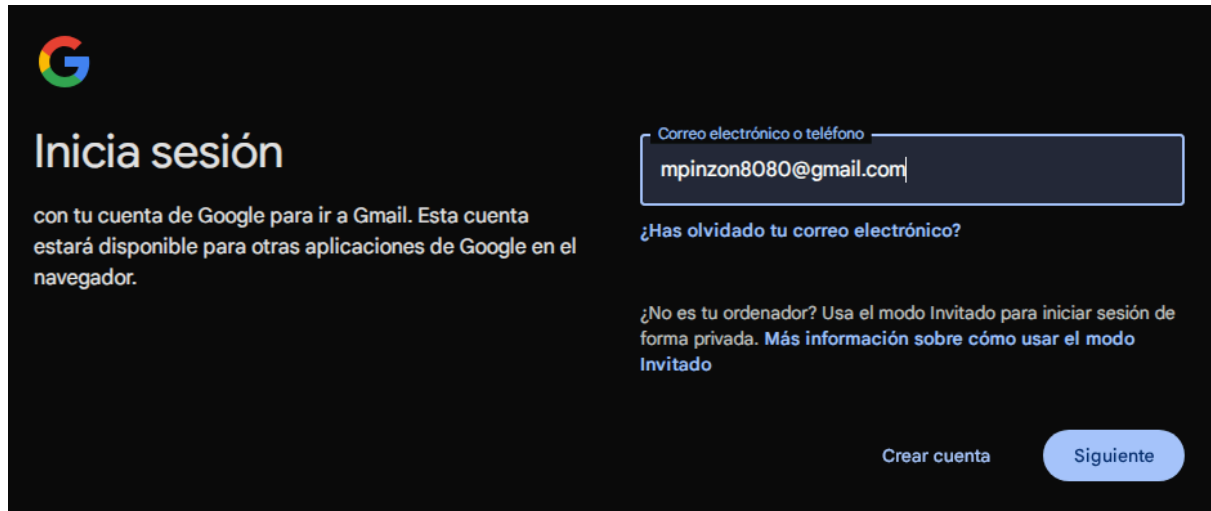 Inicia sesión
con tu cuenta de Google para ir a Gmail. Esta cuenta
estará disponible para otras aplicaciones de Google en el
navegador.
Correo electrónico o teléfono
mpinzon8080@gmail.com
¿Has olvidado tu correo electrónico?
¿No es tu ordenador? Usa el modo Invitado para iniciar sesión de
forma privada. Más información sobre cómo usar el modo
Invitado
Crear cuenta
Siguiente